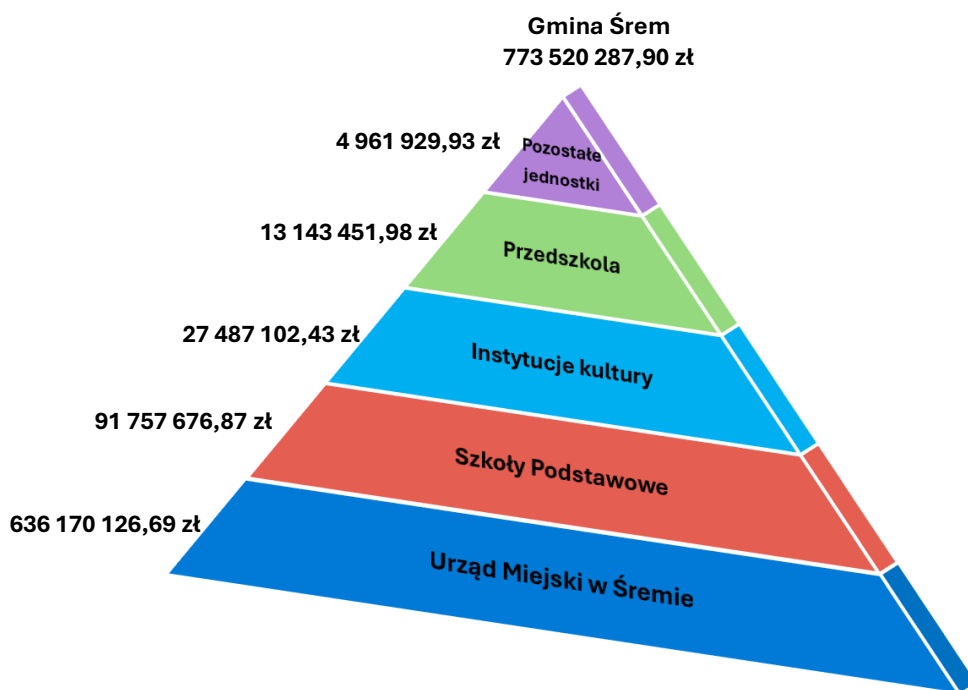 Gmina Śrem
773 520 287,90 zł
4 961 929,93 zł
Pozostałe
jednostki
13 143 451,98 zł
Przedszkola
27 487 102,43 zł
Instytucje kultury
91 757 676,87 zł
Szkoły Podstawowe
636 170 126,69 zł
Urząd Miejski w Śremie